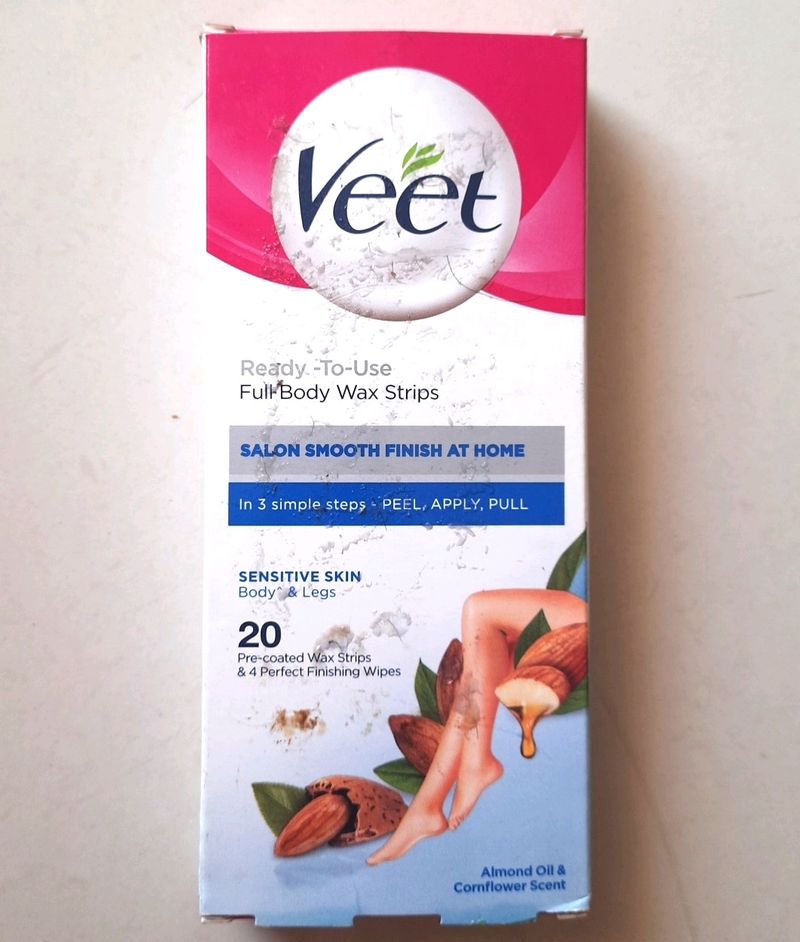 Veet
Ready -To-Use
Full-Body Wax Strips
SALON SMOOTH FINISH AT HOME
In 3 simple steps - PEEL, APPLY, PULL
SENSITIVE SKIN
Body^ & Legs
20
Pre-coated Wax Strips
& 4 Perfect Finishing Wipes
Almond Oil &
Cornflower Scent